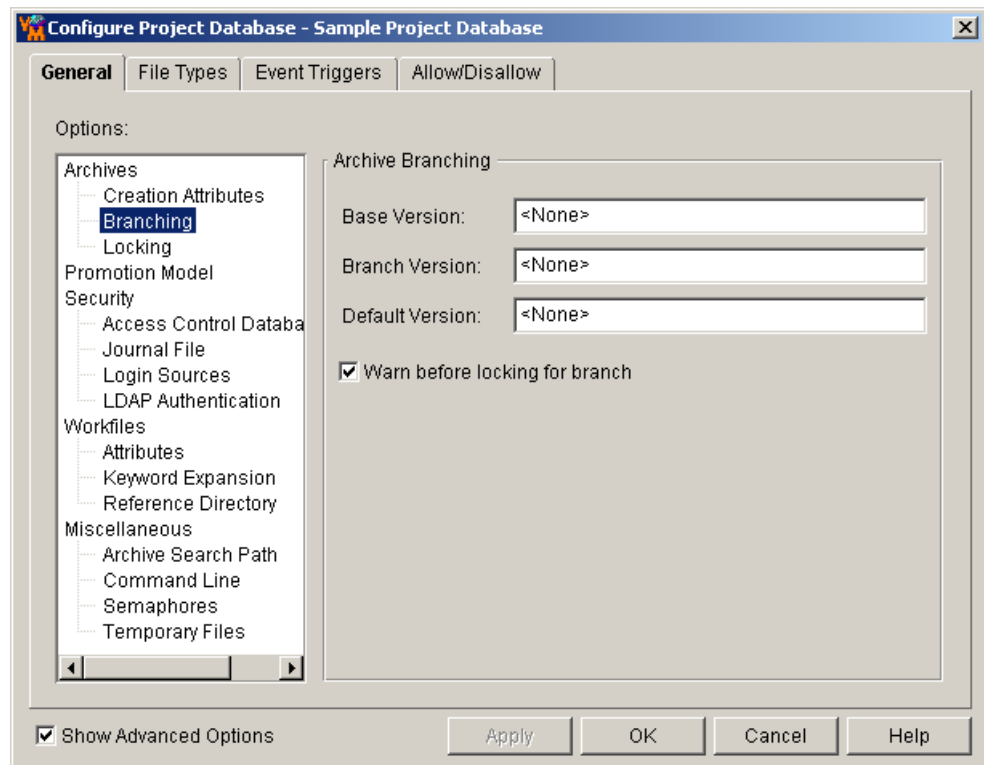 Configure Project Database - Sample Project Database
General File Types Event Triggers Allow/Disallow
Options:
Archives
Creation Attributes
Branching
Locking
Promotion Model
Security
Access Control Databa
Journal File
Login Sources
LDAP Authentication
Workfiles
Attributes
Keyword Expansion
Reference Directory
Miscellaneous
Archive Search Path
Command Line
Semaphores
Temporary Files
Archive Branching
Base Version: <None>
Branch Version: <None>
Default Version: <None>
Warn before locking for branch
Show Advanced Options
Apply OK Cancel Help